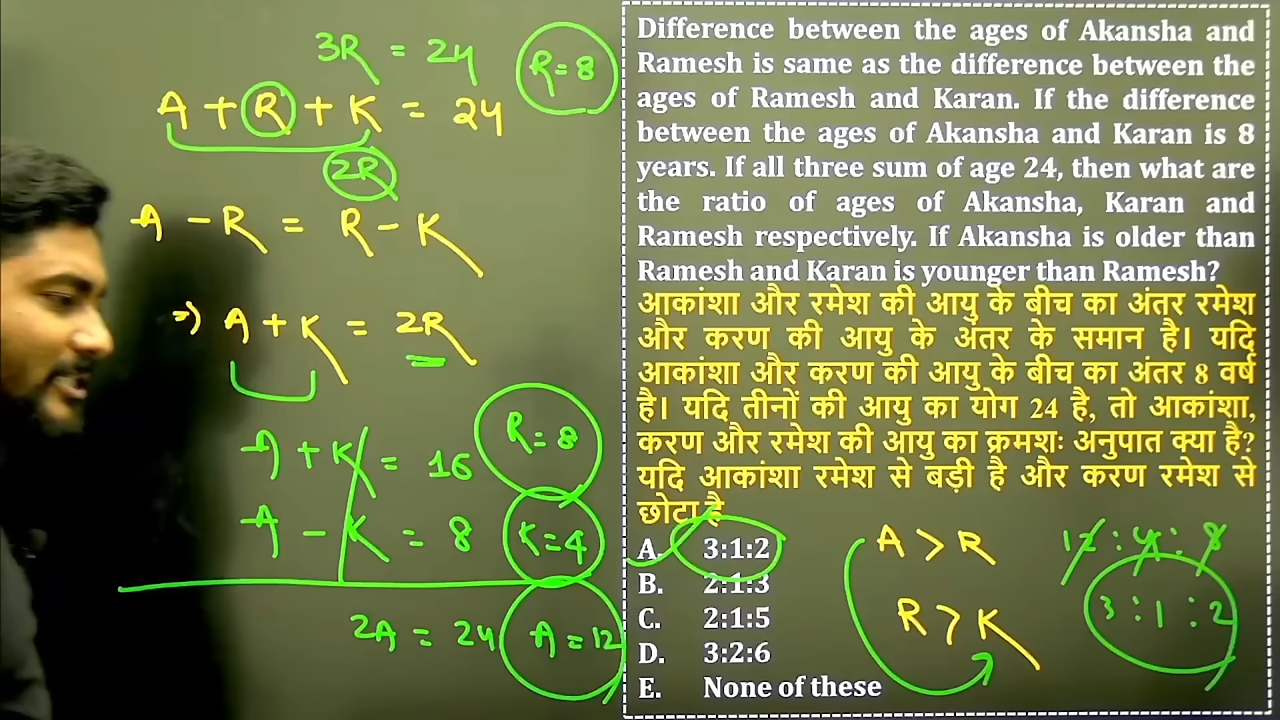 3R = 24
R=8
A + R + K = 24
2R
A - R = R - K
=) A + K = 2R
A + K = 16
R=8
A - K = 8
K=4
2A = 24
A=12
Difference between the ages of Akansha and
Ramesh is same as the difference between the
ages of Ramesh and Karan. If the difference
between the ages of Akansha and Karan is 8
years. If all three sum of age 24, then what are
the ratio of ages of Akansha, Karan and
Ramesh respectively. If Akansha is older than
Ramesh and Karan is younger than Ramesh?
आकांशा और रमेश की आयु के बीच का अंतर रमेश
और करण की आयु के अंतर के समान है। यदि
आकांशा और करण की आयु के बीच का अंतर 8 वर्ष
है। यदि तीनों की आयु का योग 24 है, तो आकांशा,
करण और रमेश की आयु का क्रमशः अनुपात क्या है?
यदि आकांशा रमेश से बड़ी है और करण रमेश से
छोटा है
A. 3:1:2
B. 2:1:3
C. 2:1:5
D. 3:2:6
E. None of these
A > R
R > K
12 : 4 : 8
3 : 1 : 2